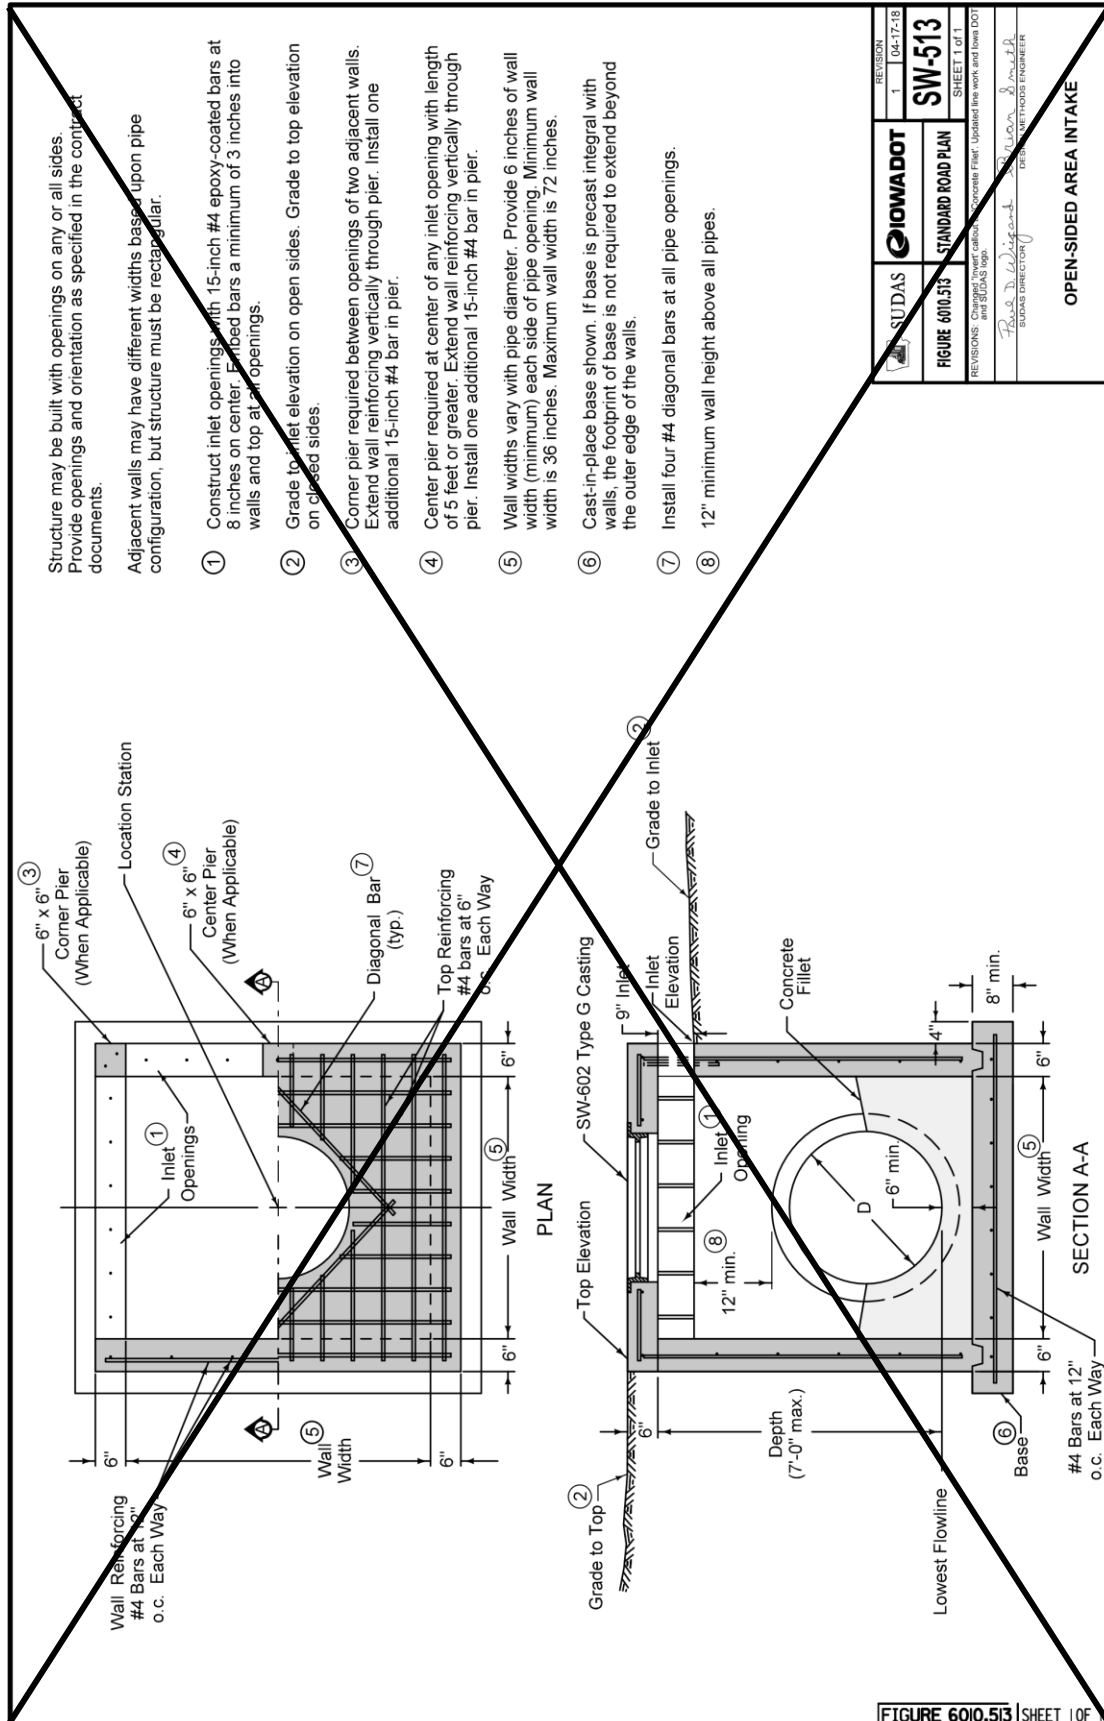 Structure may be built with openings on any or all sides.
Provide openings and orientation as specified in the contract
documents.
Adjacent walls may have different widths based upon pipe
configuration, but structure must be rectangular.
1 Construct inlet openings with 15-inch #4 epoxy-coated bars at
8 inches on center. Embed bars a minimum of 3 inches into
walls and top at all openings.
2 Grade to inlet elevation on open sides. Grade to top elevation
on closed sides.
3 Corner pier required between openings of two adjacent walls.
Extend wall reinforcing vertically through pier. Install one
additional 15-inch #4 bar in pier.
4 Center pier required at center of any inlet opening with length
of 5 feet or greater. Extend wall reinforcing vertically through
pier. Install one additional 15-inch #4 bar in pier.
5 Wall widths vary with pipe diameter. Provide 6 inches of wall
width (minimum) each side of pipe opening. Minimum wall
width is 36 inches. Maximum wall width is 72 inches.
6 Cast-in-place base shown. If base is precast integral with
walls, the footprint of base is not required to extend beyond
the outer edge of the walls.
7 Install four #4 diagonal bars at all pipe openings.
8 12" minimum wall height above all pipes.
Wall Reinforcing
#4 Bars at 12"
o.c. Each Way
6" x 6" 3
Corner Pier
(When Applicable)
Location Station
6" x 6" 4
Center Pier
(When Applicable)
Inlet 1
Openings
A
A
Diagonal Bar 7
(typ.)
Top Reinforcing
#4 bars at 6"
o.c. Each Way
6"
5
Wall
Width
6"
6"
Wall Width 5
6"
PLAN
Grade to Top 2
Top Elevation
SW-602 Type G Casting
9" Inlet
Inlet
Elevation
Grade to Inlet 2
Inlet 1
Opening
12" min. 8
6"
Depth
(7'-0" max.)
D
6" min.
Concrete
Fillet
Lowest Flowline
4"
8" min.
6 Base
6"
Wall Width 5
6"
#4 Bars at 12"
o.c. Each Way
SECTION A-A
SUDAS
IOWADOT
REVISION
1 04-17-18
FIGURE 6010.513
STANDARD ROAD PLAN
SW-513
SHEET 1 of 1
REVISIONS: Changed 'Invert' callout to 'Concrete Fillet'. Updated line work and Iowa DOT
and SUDAS logo.
Paul D. Wiegand
SUDAS DIRECTOR
Brian Smith
DESIGN METHODS ENGINEER
OPEN-SIDED AREA INTAKE
FIGURE 6010.513 SHEET 1 OF